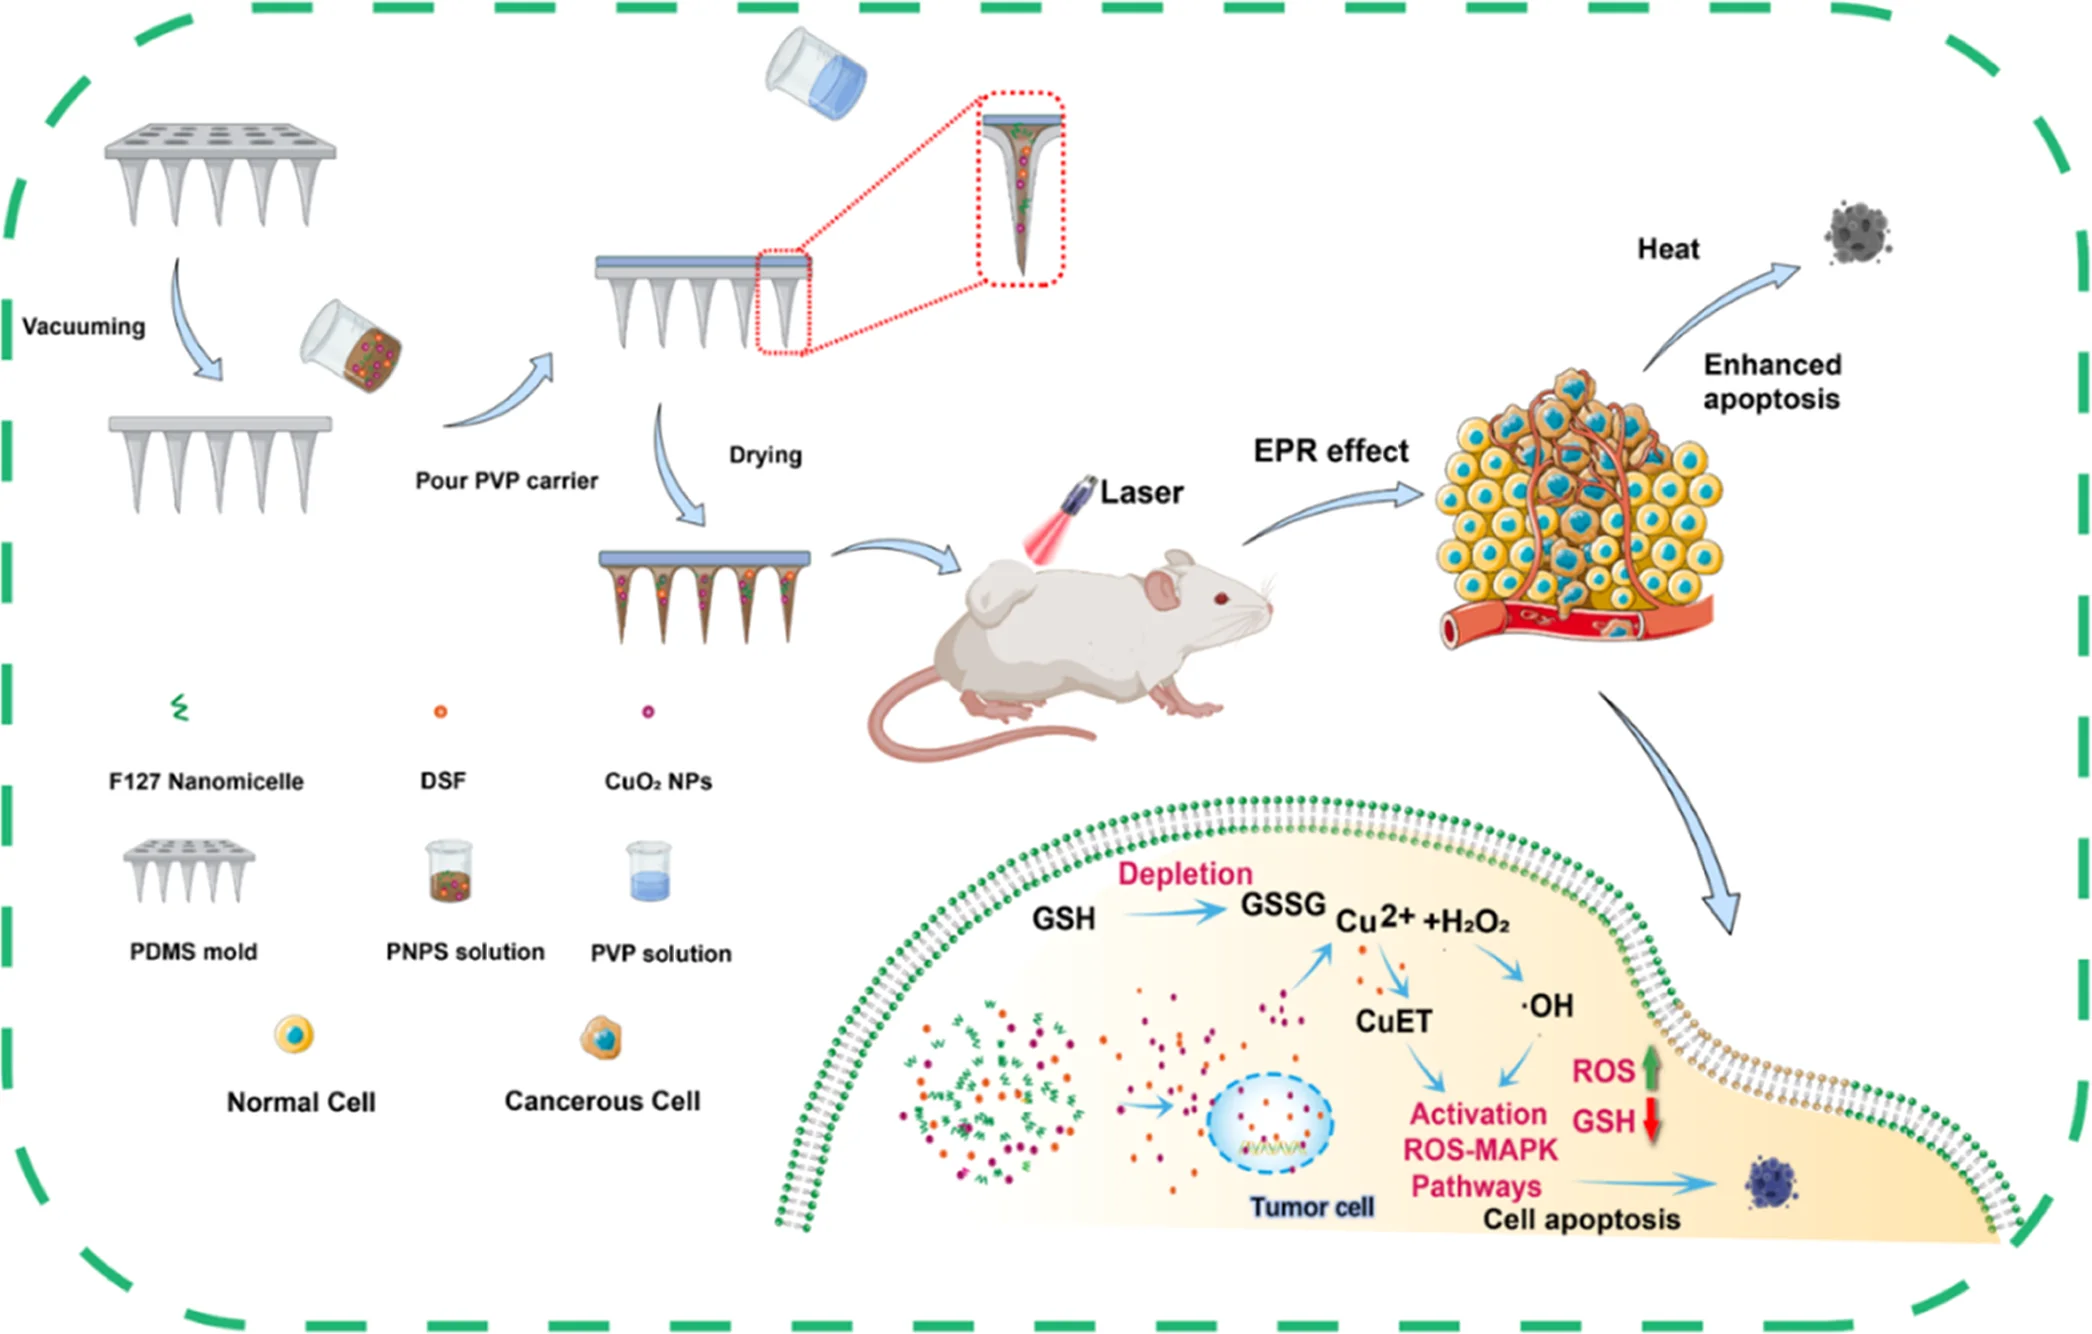 Vacuuming
Pour PVP carrier
Drying
Laser
EPR effect
Heat
Enhanced
apoptosis
F127 Nanomicelle
DSF
CuO₂ NPs
PDMS mold
PNPS solution
PVP solution
Normal Cell
Cancerous Cell
Depletion
GSH
GSSG
Cu²⁺ +H₂O₂
CuET
·OH
ROS
GSH
Activation
ROS-MAPK
Pathways
Cell apoptosis
Tumor cell